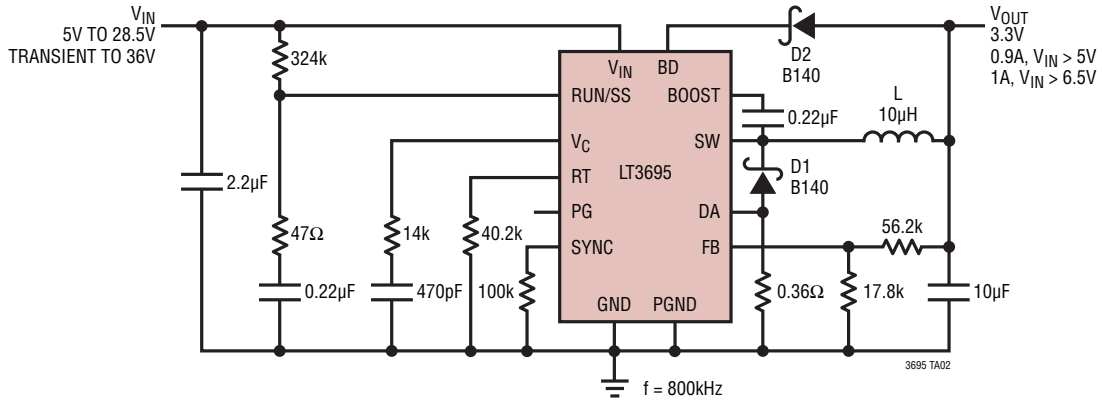 VIN
5V TO 28.5V
TRANSIENT TO 36V
324k
2.2µF
47Ω
0.22µF
14k
470pF
40.2k
100k
VIN
BD
RUN/SS
BOOST
VC
SW
RT
LT3695
PG
DA
SYNC
FB
GND
PGND
D2
B140
0.22µF
L
10µH
D1
B140
56.2k
0.36Ω
17.8k
10µF
VOUT
3.3V
0.9A, VIN > 5V
1A, VIN > 6.5V
3695 TA02
f = 800kHz